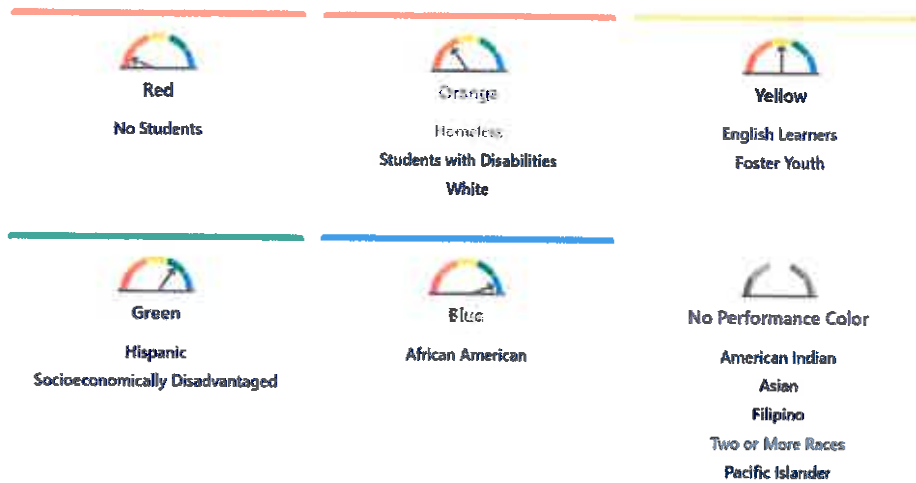 Red
No Students
Orange
Homeless
Students with Disabilities
White
Yellow
English Learners
Foster Youth
Green
Hispanic
Socioeconomically Disadvantaged
Blue
African American
No Performance Color
American Indian
Asian
Filipino
Two or More Races
Pacific Islander